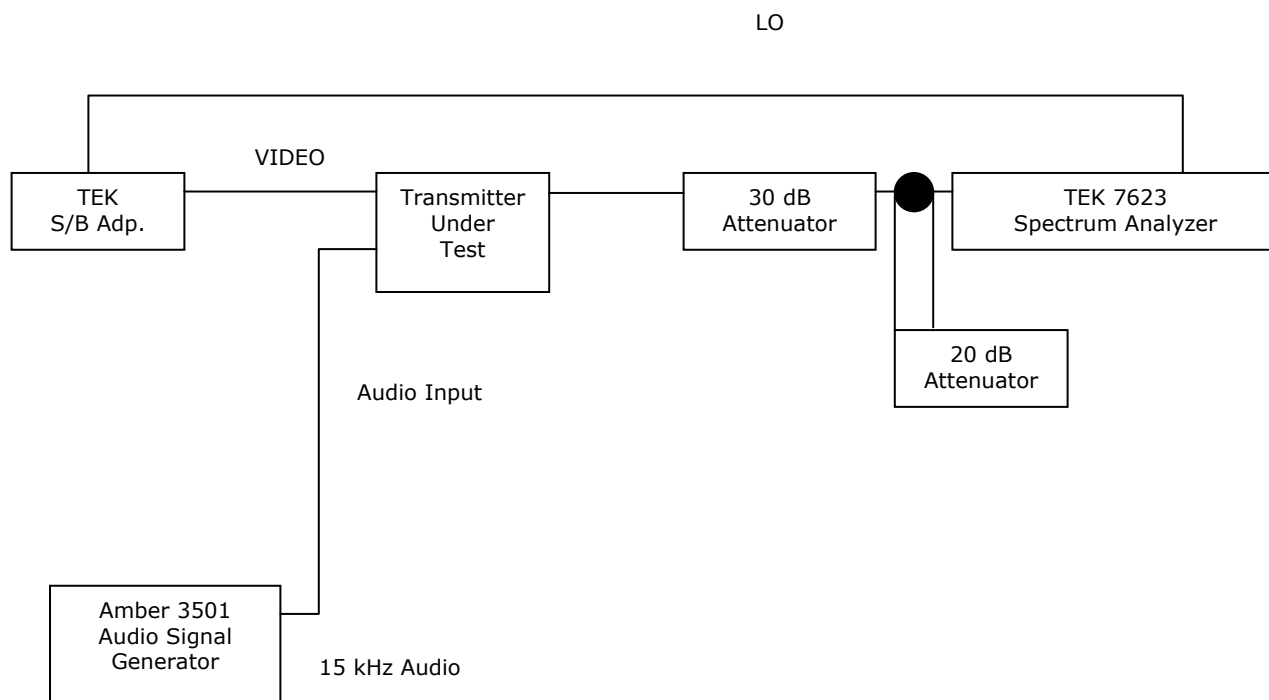 LO
VIDEO
TEK
S/B Adp.
Transmitter
Under
Test
30 dB
Attenuator
TEK 7623
Spectrum Analyzer
20 dB
Attenuator
Audio Input
Amber 3501
Audio Signal
Generator
15 kHz Audio